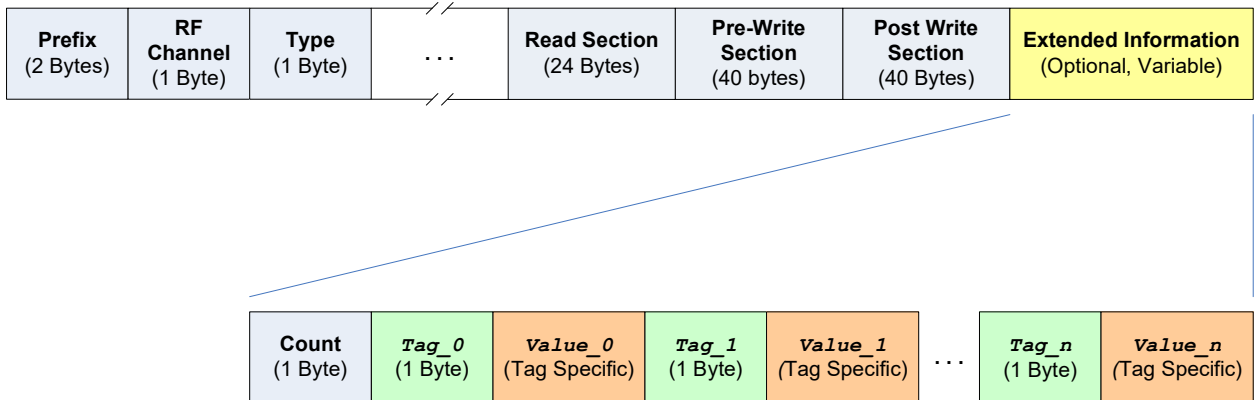 Prefix
(2 Bytes)
RF
Channel
(1 Byte)
Type
(1 Byte)
. . .
Read Section
(24 Bytes)
Pre-Write
Section
(40 bytes)
Post Write
Section
(40 Bytes)
Extended Information
(Optional, Variable)
Count
(1 Byte)
Tag_0
(1 Byte)
Value_0
(Tag Specific)
Tag_1
(1 Byte)
Value_1
(Tag Specific)
. . .
Tag_n
(1 Byte)
Value_n
(Tag Specific)